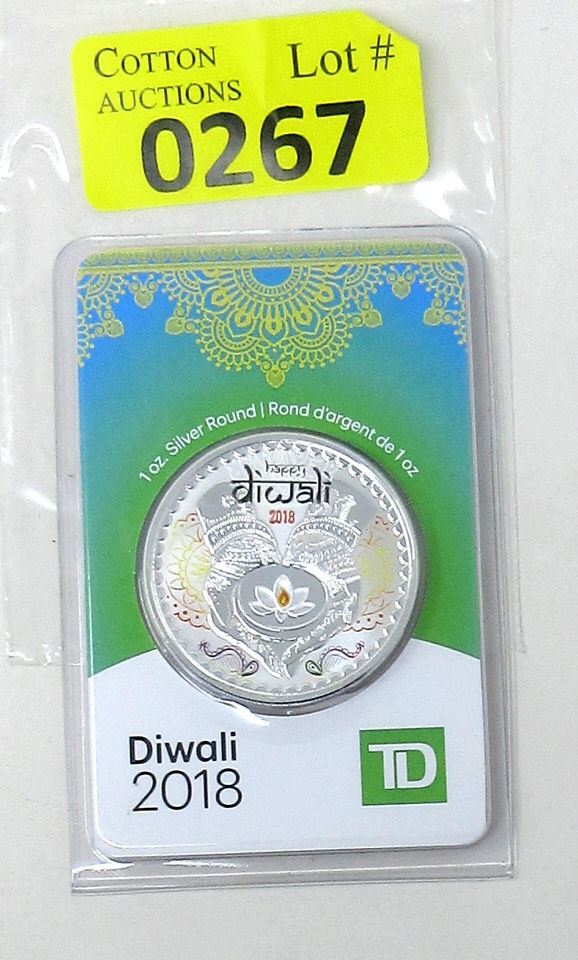 COTTON
AUCTIONS
Lot #
0267
1 oz. Silver Round | Rond d'argent de 1 oz
happy
diwali
2018
Diwali
2018
TD